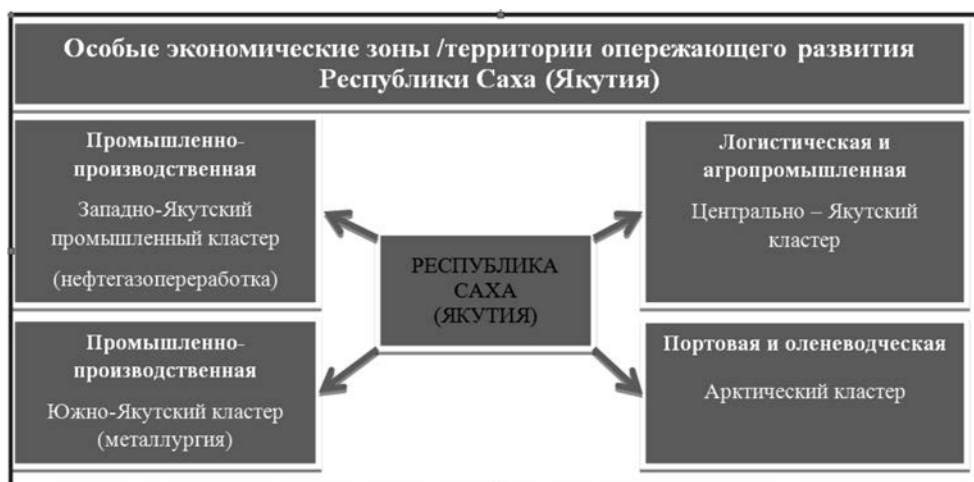 Особые экономические зоны /территории опережающего развития
Республики Саха (Якутия)
Промышленно-
производственная
Западно-Якутский
промышленный кластер
(нефтегазопереработка)
Логистическая и
агропромышленная
Центрально – Якутский
кластер
РЕСПУБЛИКА
САХА
(ЯКУТИЯ)
Промышленно-
производственная
Южно-Якутский кластер
(металлургия)
Портовая и оленеводческая
Арктический кластер